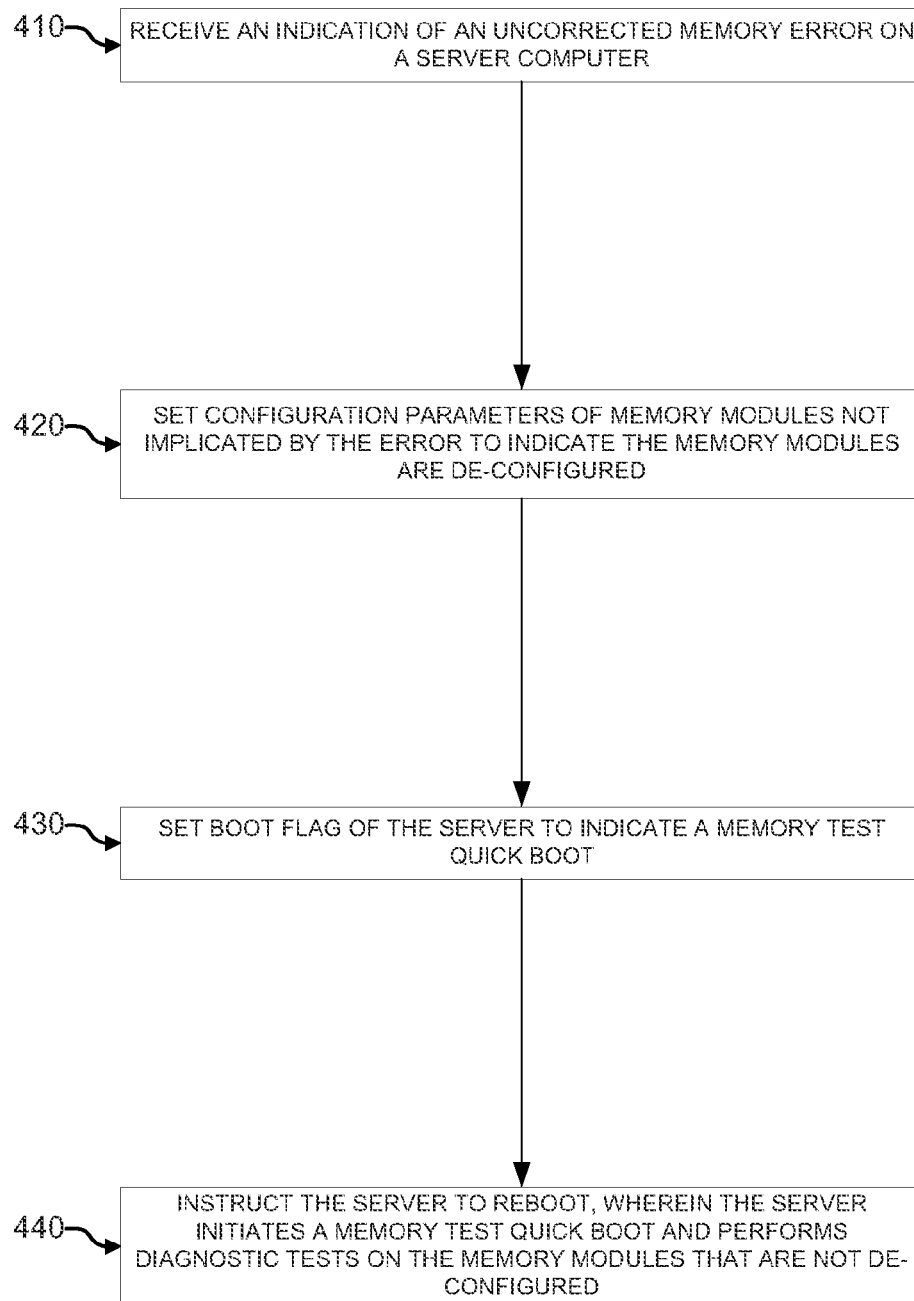 410
RECEIVE AN INDICATION OF AN UNCORRECTED MEMORY ERROR ON
A SERVER COMPUTER
420
SET CONFIGURATION PARAMETERS OF MEMORY MODULES NOT
IMPLICATED BY THE ERROR TO INDICATE THE MEMORY MODULES
ARE DE-CONFIGURED
430
SET BOOT FLAG OF THE SERVER TO INDICATE A MEMORY TEST
QUICK BOOT
440
INSTRUCT THE SERVER TO REBOOT, WHEREIN THE SERVER
INITIATES A MEMORY TEST QUICK BOOT AND PERFORMS
DIAGNOSTIC TESTS ON THE MEMORY MODULES THAT ARE NOT DE-
CONFIGURED